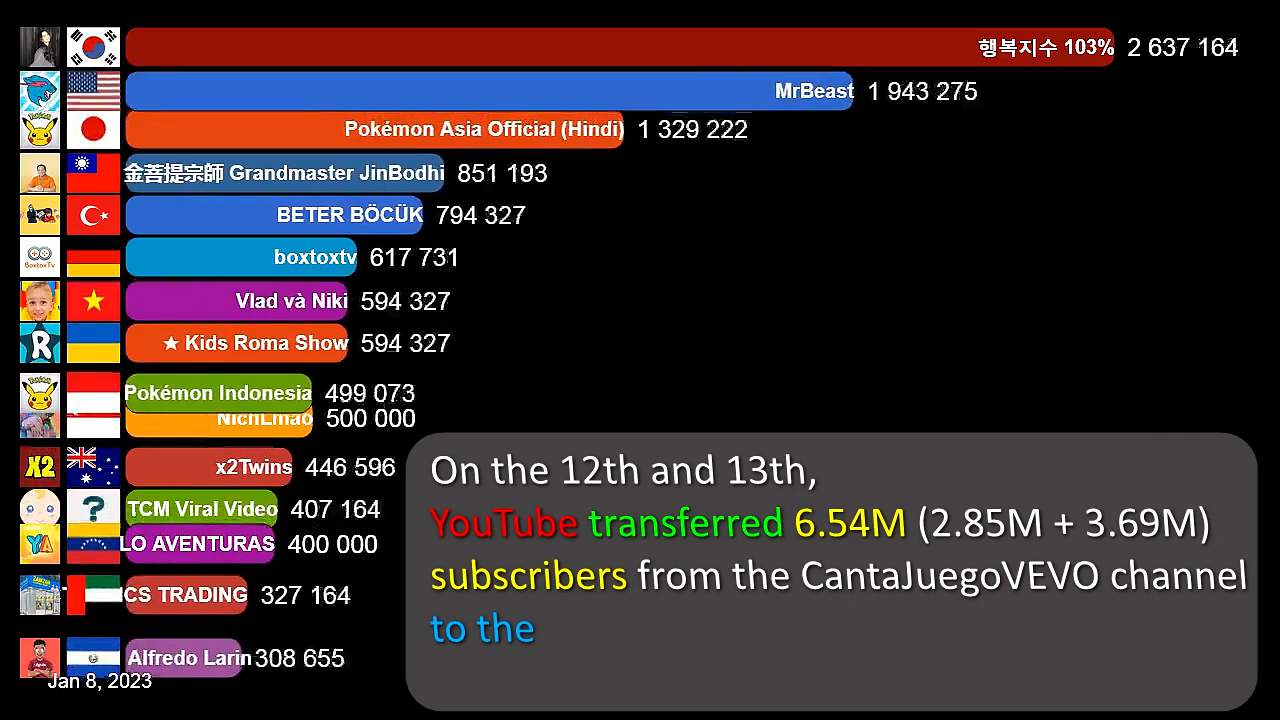 행복지수 103% 2 637 164
MrBeast 1 943 275
Pokémon Asia Official (Hindi) 1 329 222
金菩提宗師 Grandmaster JinBodhi 851 193
BETER BÖCÜK 794 327
BoxtoxTv boxtoxtv 617 731
Vlad và Niki 594 327
R ★ Kids Roma Show 594 327
Pokémon Indonesia 499 073
NichLmao 500 000
X2 x2Twins 446 596
? TCM Viral Video 407 164
YA LO AVENTURAS 400 000
CS TRADING 327 164
Alfredo Larin 308 655
Jan 8, 2023
On the 12th and 13th,
YouTube transferred 6.54M (2.85M + 3.69M)
subscribers from the CantaJuegoVEVO channel
to the